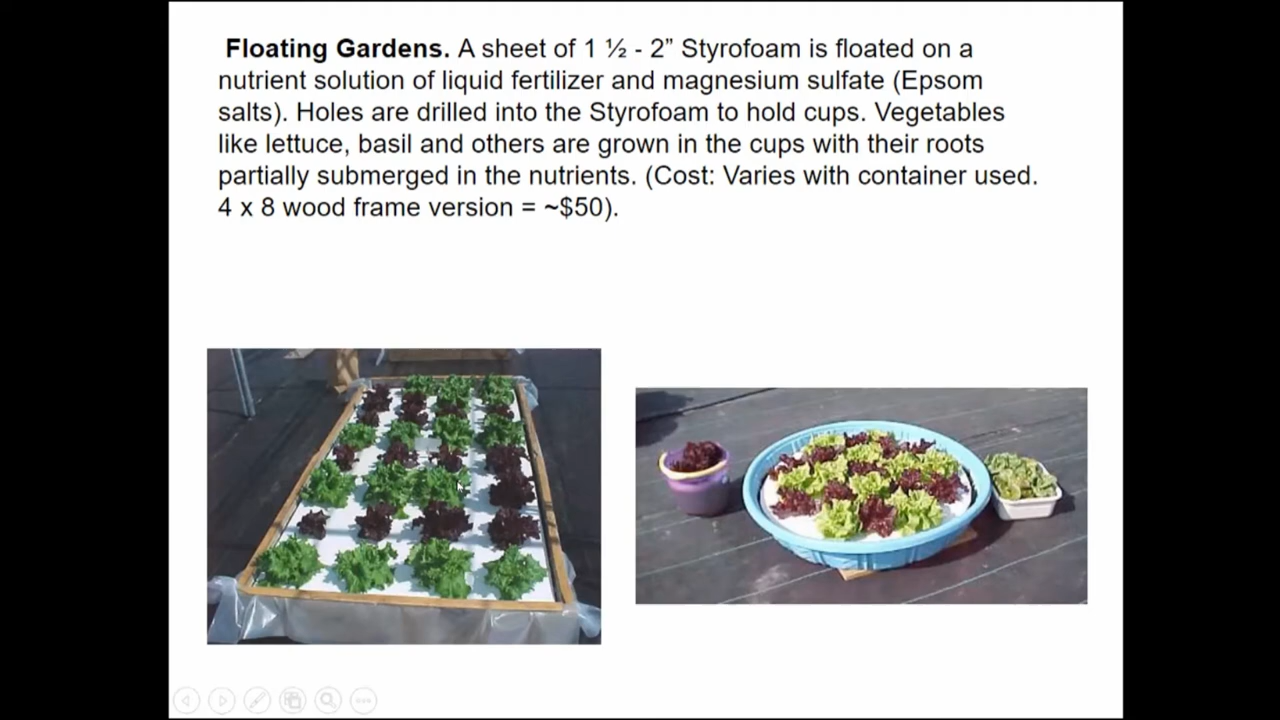 Floating Gardens. A sheet of 1 ½ - 2” Styrofoam is floated on a
nutrient solution of liquid fertilizer and magnesium sulfate (Epsom
salts). Holes are drilled into the Styrofoam to hold cups. Vegetables
like lettuce, basil and others are grown in the cups with their roots
partially submerged in the nutrients. (Cost: Varies with container used.
4 x 8 wood frame version = ~$50).